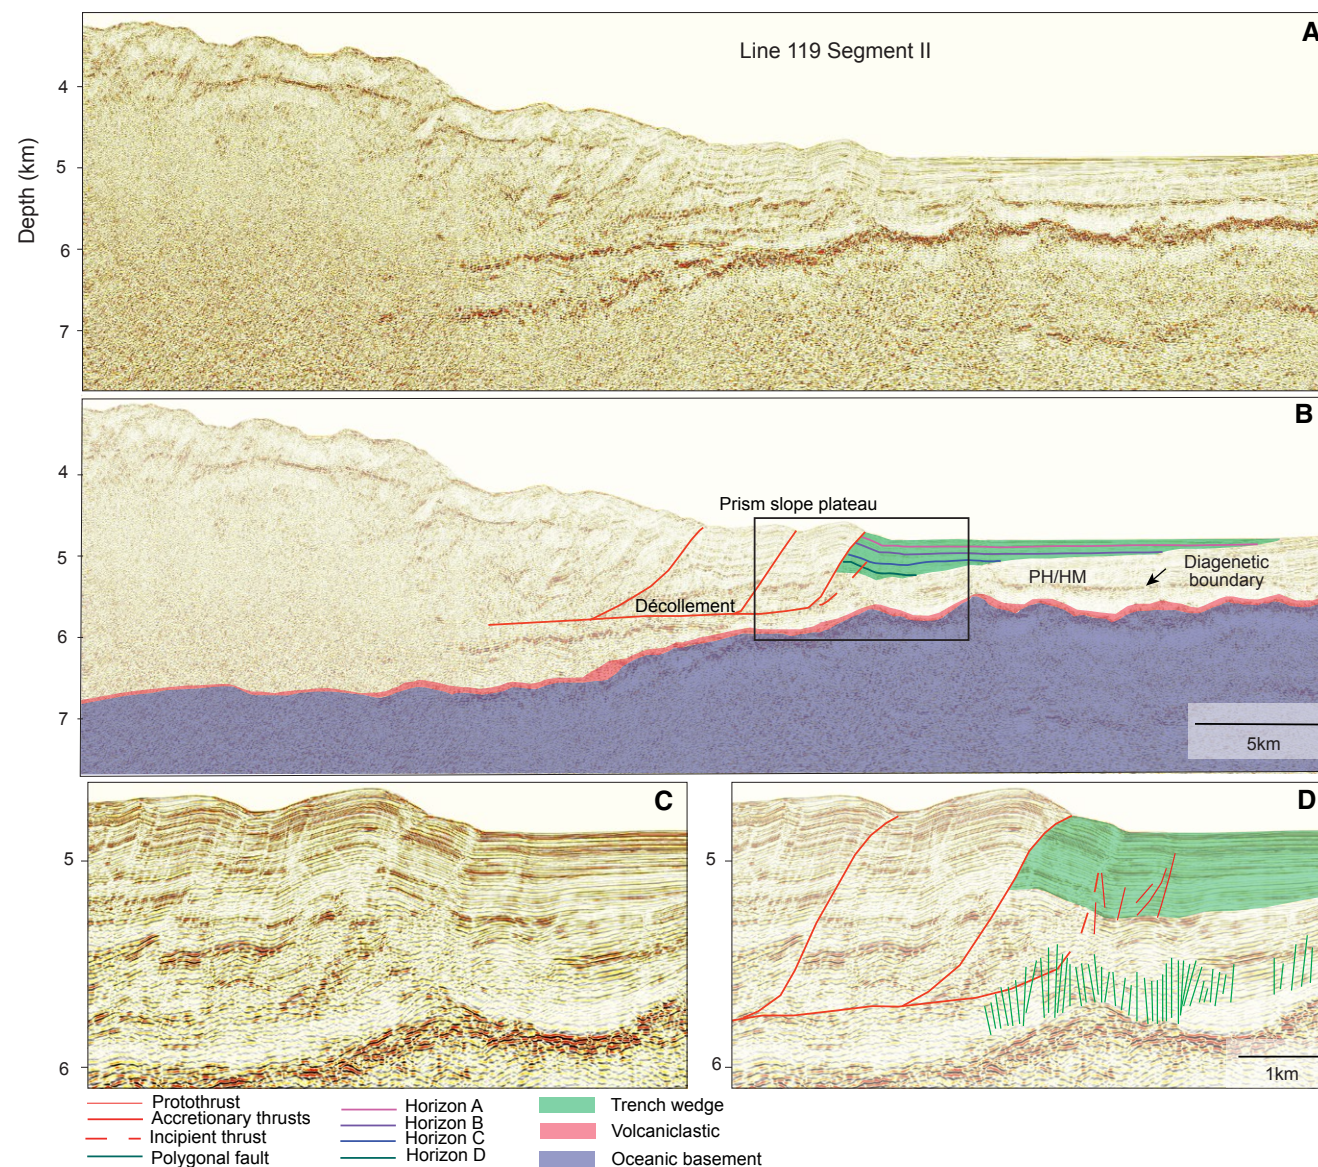 A
Line 119 Segment II
Depth (km)
4
5
6
7
B
4
5
6
7
Prism slope plateau
Décollement
PH/HM
Diagenetic
boundary
5km
C
5
6
D
5
6
1km
Protothrust
Accretionary thrusts
Incipient thrust
Polygonal fault
Horizon A
Horizon B
Horizon C
Horizon D
Trench wedge
Volcaniclastic
Oceanic basement